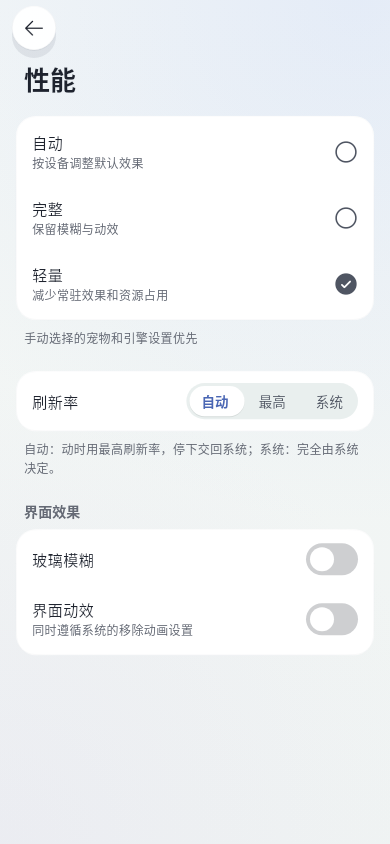 性能
自动
按设备调整默认效果
完整
保留模糊与动效
轻量
减少常驻效果和资源占用
手动选择的宠物和引擎设置优先
刷新率
自动
最高
系统
自动：动时用最高刷新率，停下交回系统；系统：完全由系统
决定。
界面效果
玻璃模糊
界面动效
同时遵循系统的移除动画设置